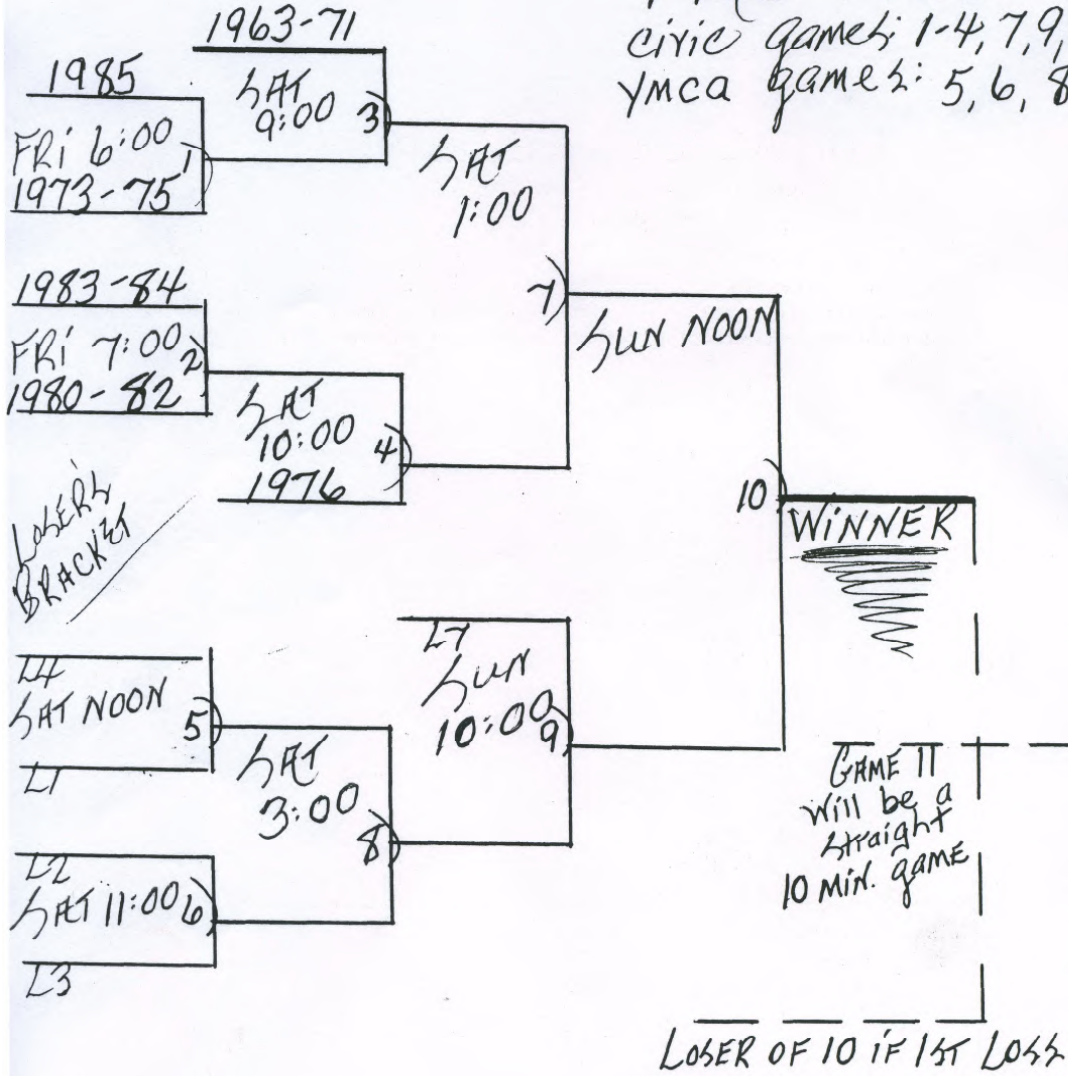 1963-71
civic games: 1-4, 7, 9,
ymca games: 5, 6, 8
1985
SAT
9:00 3
FRI 6:00 1
1973-75
SAT
1:00
1983-84
7
SUN NOON
FRI 7:00 2
1980-82
SAT
10:00 4
1976
LOSERS
BRACKET
10
WINNER
L7
L4
SAT NOON 5
SUN
10:00 9
L1
SAT
3:00
8
GAME 11
will be a
straight
10 MIN. game
L2
SAT 11:00 6
L3
LOSER OF 10 IF 1ST LOSS